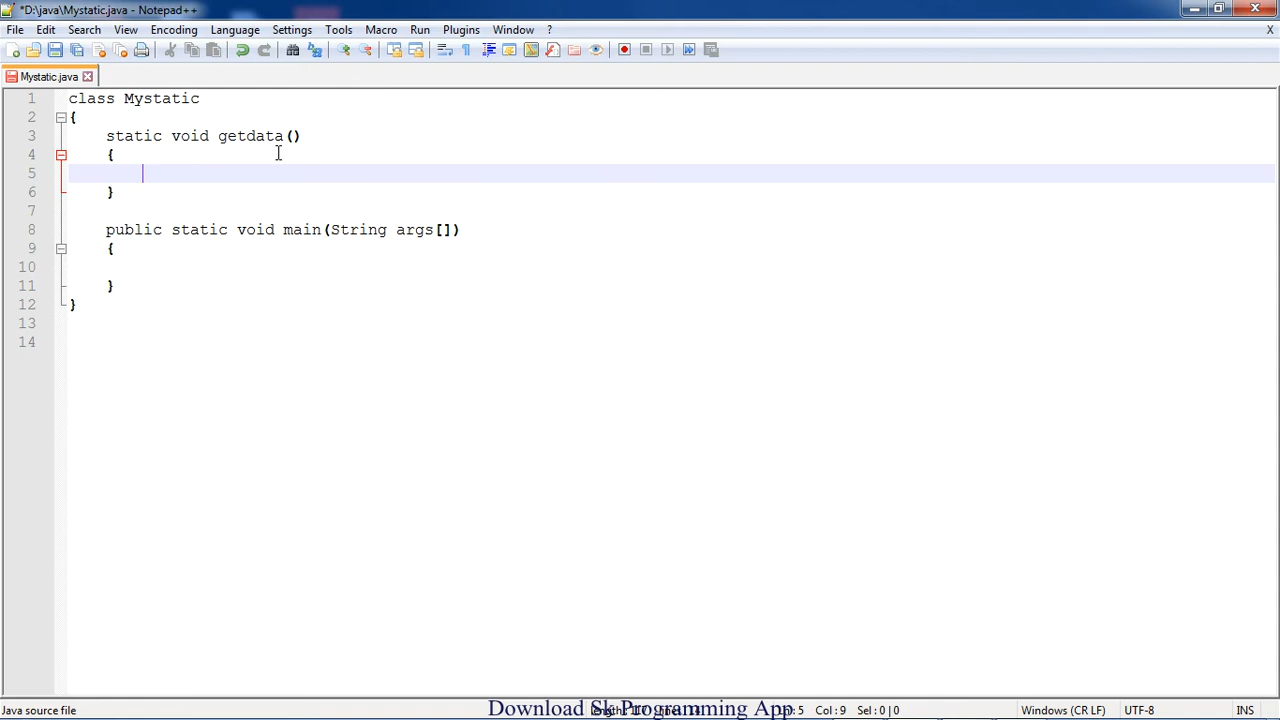 *D:\java\Mystatic.java - Notepad++
File Edit Search View Encoding Language Settings Tools Macro Run Plugins Window ? X
Mystatic.java
1 class Mystatic
2 {
3 static void getdata()
4 {
5
6 }
7
8 public static void main(String args[])
9 {
10
11 }
12 }
13
14
Java source file Download Sk Programming App Col : 9 Sel : 0 | 0 Windows (CR LF) UTF-8 INS